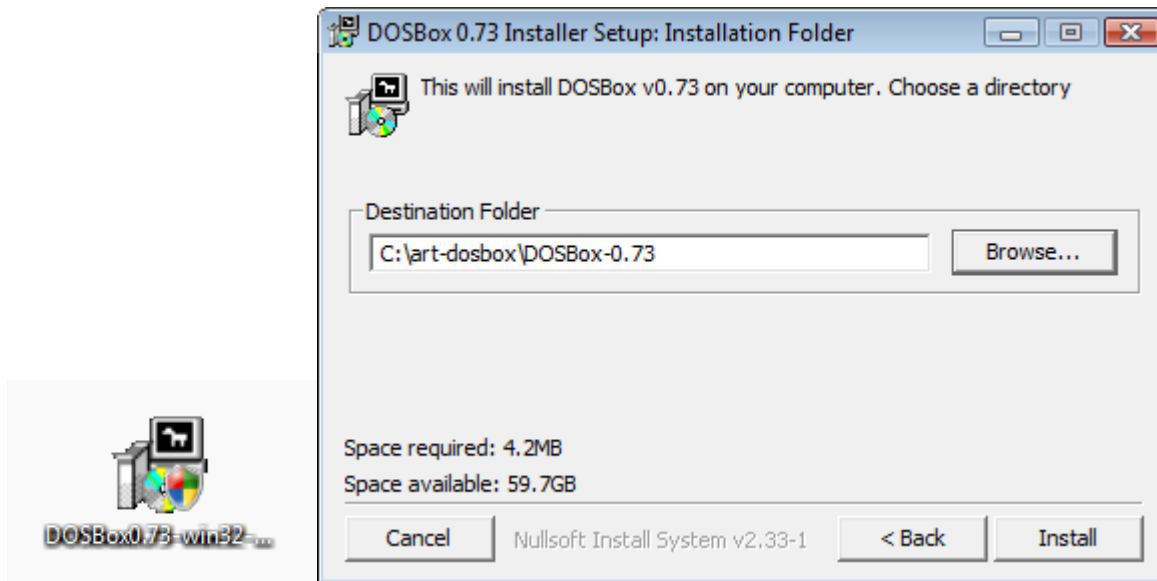 DOSBox 0.73 Installer Setup: Installation Folder
This will install DOSBox v0.73 on your computer. Choose a directory
Destination Folder
C:\art-dosbox\DOSBox-0.73
Browse...
Space required: 4.2MB
Space available: 59.7GB
Cancel
Nullsoft Install System v2.33-1
< Back
Install
DOSBox0.73-win32-...